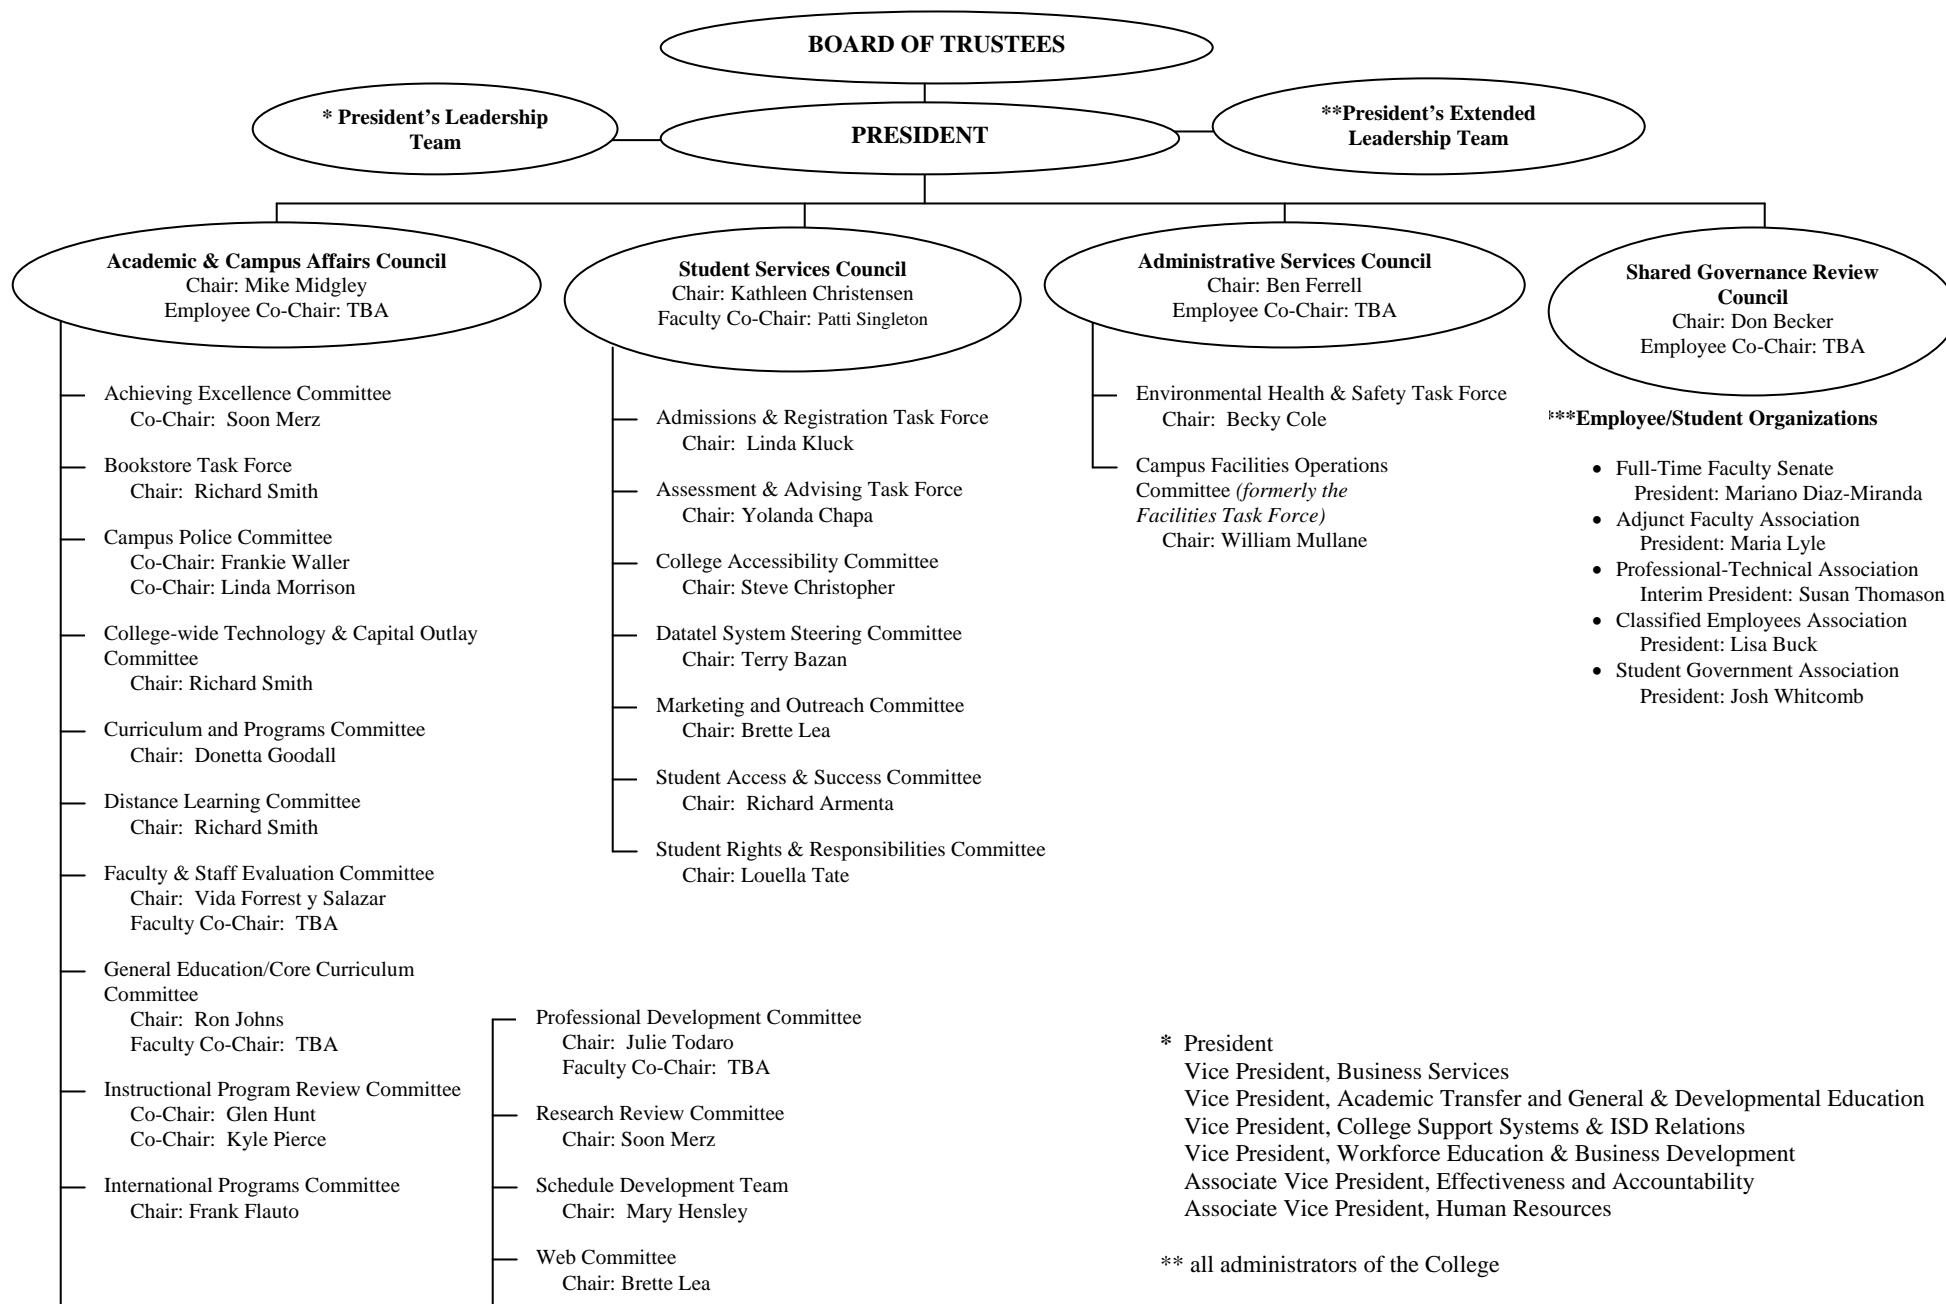 BOARD OF TRUSTEES
* President's Leadership
Team
PRESIDENT
**President's Extended
Leadership Team
Academic & Campus Affairs Council
Chair: Mike Midgley
Employee Co-Chair: TBA
Student Services Council
Chair: Kathleen Christensen
Faculty Co-Chair: Patti Singleton
Administrative Services Council
Chair: Ben Ferrell
Employee Co-Chair: TBA
Shared Governance Review
Council
Chair: Don Becker
Employee Co-Chair: TBA
Achieving Excellence Committee
Co-Chair: Soon Merz
Bookstore Task Force
Chair: Richard Smith
Campus Police Committee
Co-Chair: Frankie Waller
Co-Chair: Linda Morrison
College-wide Technology & Capital Outlay
Committee
Chair: Richard Smith
Curriculum and Programs Committee
Chair: Donetta Goodall
Distance Learning Committee
Chair: Richard Smith
Faculty & Staff Evaluation Committee
Chair: Vida Forrest y Salazar
Faculty Co-Chair: TBA
General Education/Core Curriculum
Committee
Chair: Ron Johns
Faculty Co-Chair: TBA
Instructional Program Review Committee
Co-Chair: Glen Hunt
Co-Chair: Kyle Pierce
International Programs Committee
Chair: Frank Flauto
Professional Development Committee
Chair: Julie Todaro
Faculty Co-Chair: TBA
Research Review Committee
Chair: Soon Merz
Schedule Development Team
Chair: Mary Hensley
Web Committee
Chair: Brette Lea
Admissions & Registration Task Force
Chair: Linda Kluck
Assessment & Advising Task Force
Chair: Yolanda Chapa
College Accessibility Committee
Chair: Steve Christopher
Datatel System Steering Committee
Chair: Terry Bazan
Marketing and Outreach Committee
Chair: Brette Lea
Student Access & Success Committee
Chair: Richard Armenta
Student Rights & Responsibilities Committee
Chair: Louella Tate
Environmental Health & Safety Task Force
Chair: Becky Cole
Campus Facilities Operations
Committee (formerly the
Facilities Task Force)
Chair: William Mullane
***Employee/Student Organizations
• Full-Time Faculty Senate
President: Mariano Diaz-Miranda
• Adjunct Faculty Association
President: Maria Lyle
• Professional-Technical Association
Interim President: Susan Thomason
• Classified Employees Association
President: Lisa Buck
• Student Government Association
President: Josh Whitcomb
* President
Vice President, Business Services
Vice President, Academic Transfer and General & Developmental Education
Vice President, College Support Systems & ISD Relations
Vice President, Workforce Education & Business Development
Associate Vice President, Effectiveness and Accountability
Associate Vice President, Human Resources
** all administrators of the College